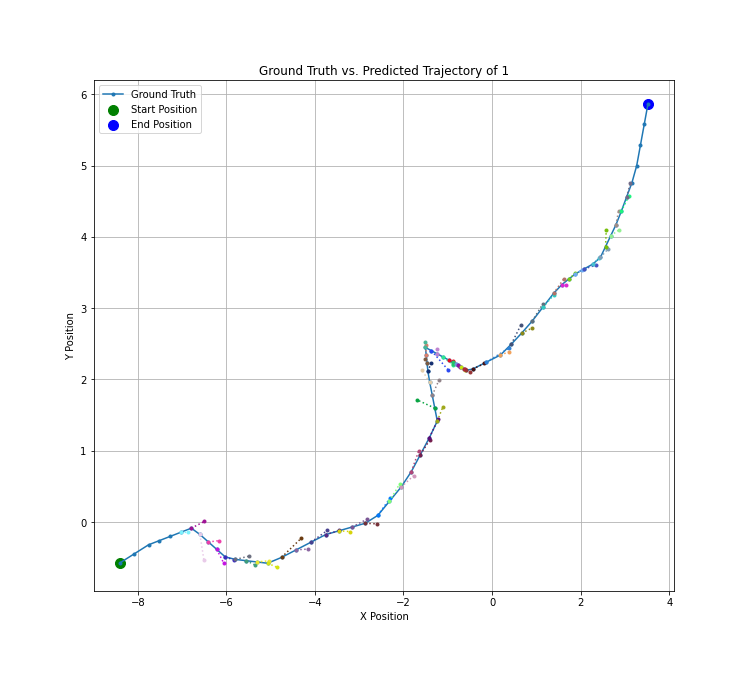 Ground Truth vs. Predicted Trajectory of 1
Ground Truth
Start Position
End Position
Y Position
6
5
4
3
2
1
0
−8
−6
−4
−2
0
2
4
X Position